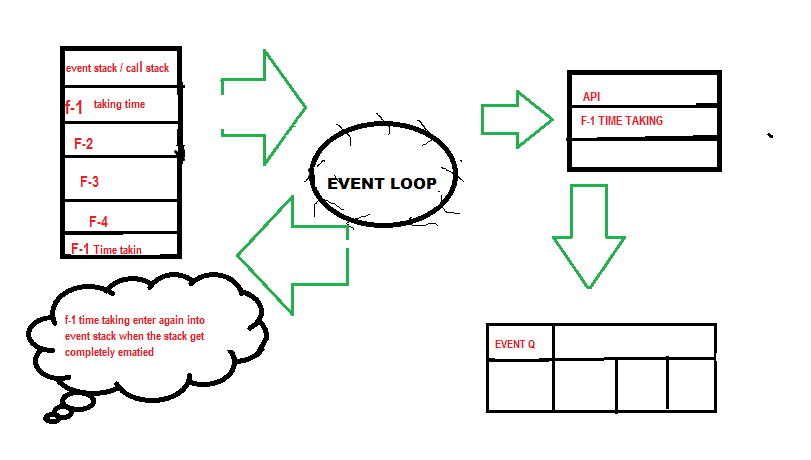 event stack / call stack
f-1 taking time
F-2
F-3
F-4
F-1 Time takin
EVENT LOOP
API
F-1 TIME TAKING
EVENT Q
f-1 time taking enter again into
event stack when the stack get
completely ematied